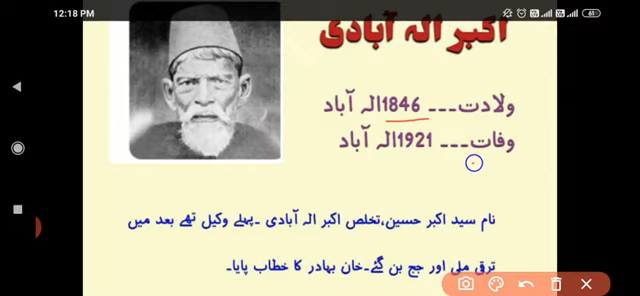 12:18 PM
61
اکبر الہ آبادی
ولادت۔۔۔ 1846الہ آباد
وفات۔۔۔ 1921الہ آباد
نام سید اکبر حسین،تخلص اکبر الہ آبادی ۔پہلے وکیل تھے بعد میں
ترقی ملی اور جج بن گئے۔خان بہادر کا خطاب پایا۔